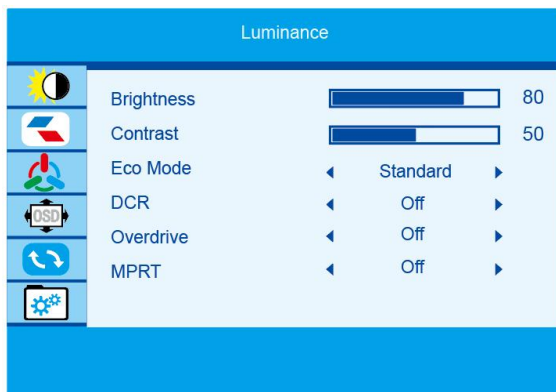 Luminance
Brightness 80
Contrast 50
Eco Mode Standard
DCR Off
Overdrive Off
MPRT Off
OSD